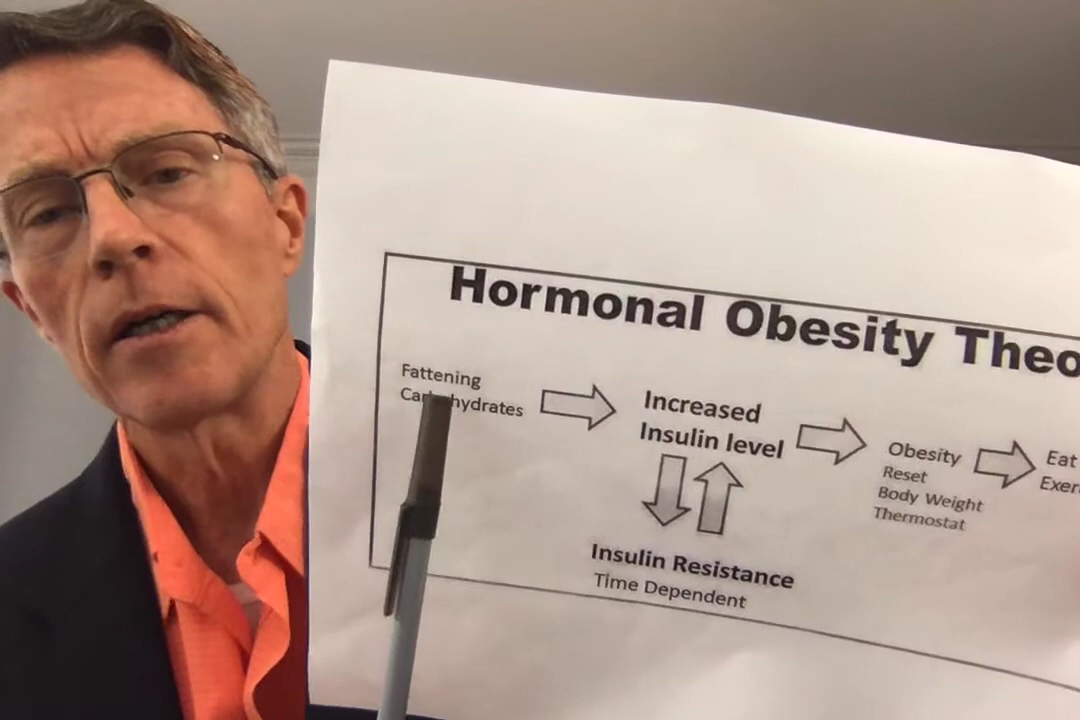 Hormonal Obesity Theo
Fattening
Carbohydrates
Increased
Insulin level
Obesity
Reset
Body Weight
Thermostat
Eat
Exer
Insulin Resistance
Time Dependent